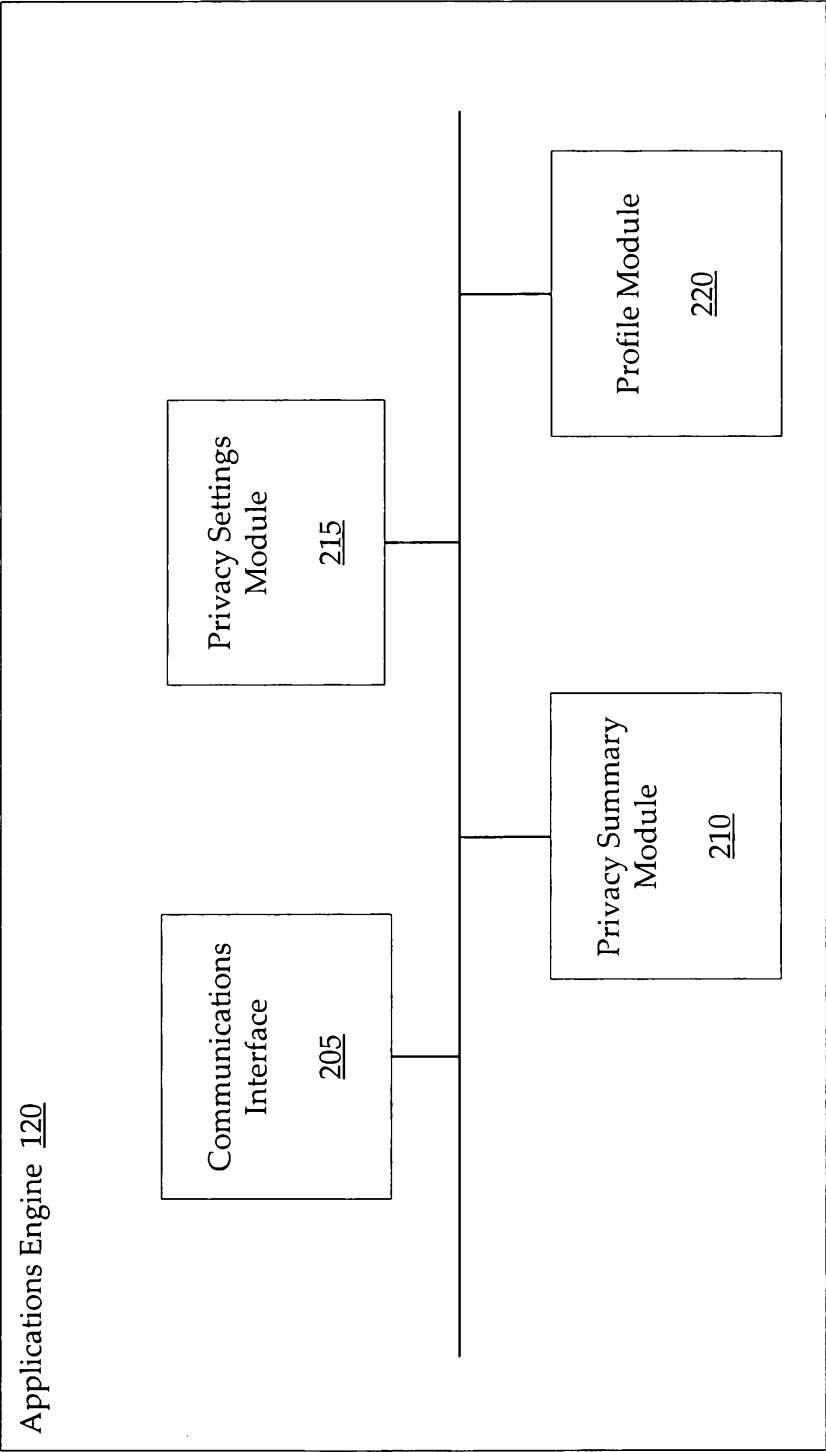 Applications Engine 120
Communications
Interface
205
Privacy Settings
Module
215
Privacy Summary
Module
210
Profile Module
220